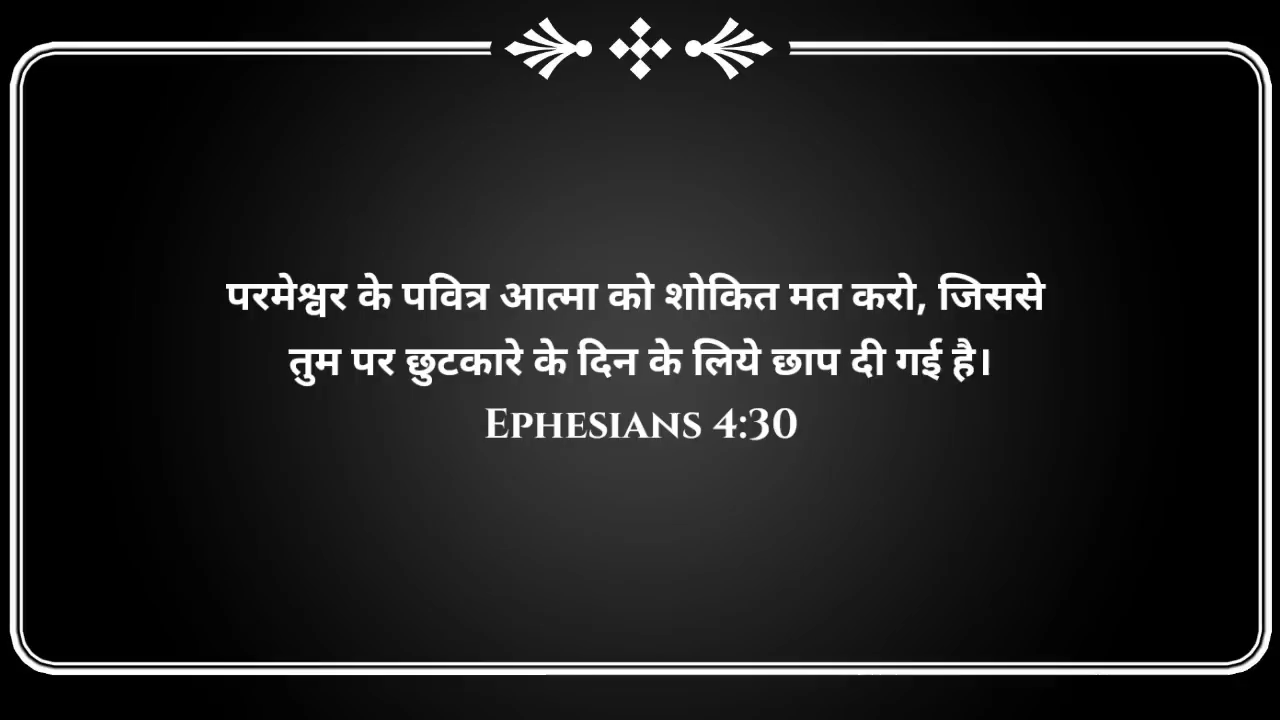 परमेश्वर के पवित्र आत्मा को शोकित मत करो, जिससे
तुम पर छुटकारे के दिन के लिये छाप दी गई है।
Ephesians 4:30